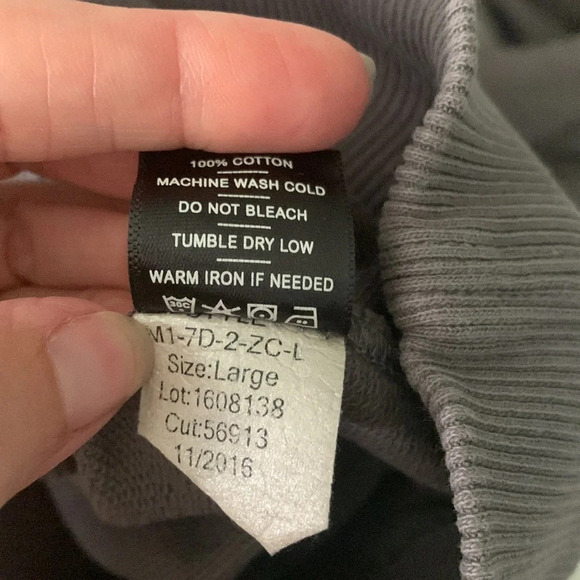 100% COTTON
MACHINE WASH COLD
DO NOT BLEACH
TUMBLE DRY LOW
WARM IRON IF NEEDED
30C
M1-7D-2-ZC-L
Size:Large
Lot:1608138
Cut:56913
11/2016